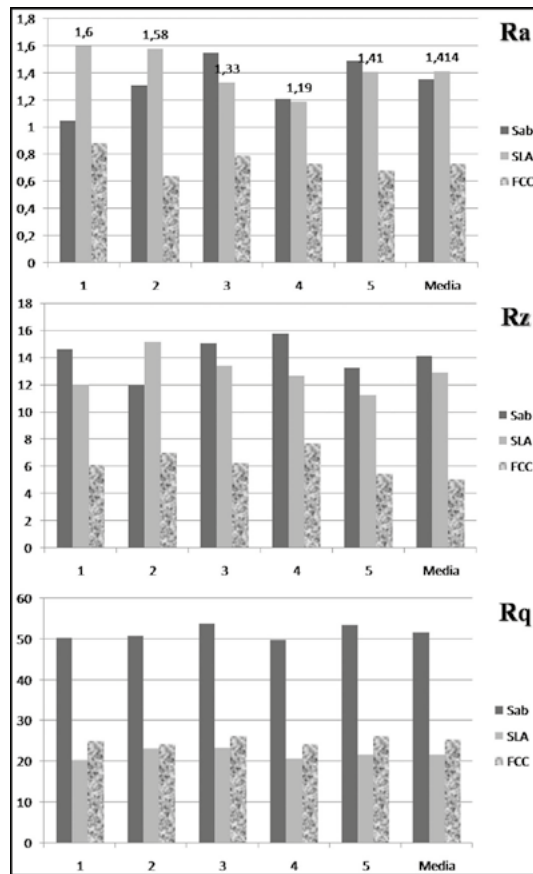 Ra
1,8
1,6
1,4
1,2
1
0,8
0,6
0,4
0,2
0
1,6
1,58
1,33
1,19
1,41
1,414
Sab
SLA
FCC
1 2 3 4 5 Media
Rz
18
16
14
12
10
8
6
4
2
0
Sab
SLA
FCC
1 2 3 4 5 Media
Rq
60
50
40
30
20
10
0
Sab
SLA
FCC
1 2 3 4 5 Media